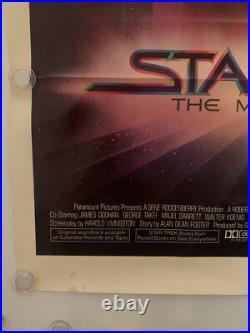 STA
THE M
Paramount Pictures Presents A GENE RODDENBERRY Production A ROBER
Co-Starring JAMES DOOHAN GEORGE TAKEI MAJEL BARRETT WALTER KOENIG
Screenplay by HAROLD LIVINGSTON Story by ALAN DEAN FOSTER Produced by G
Original soundtrack available
on Columbia Records and Tapes
STAR TREK Books from
Pocket Books on Sale Everywhere